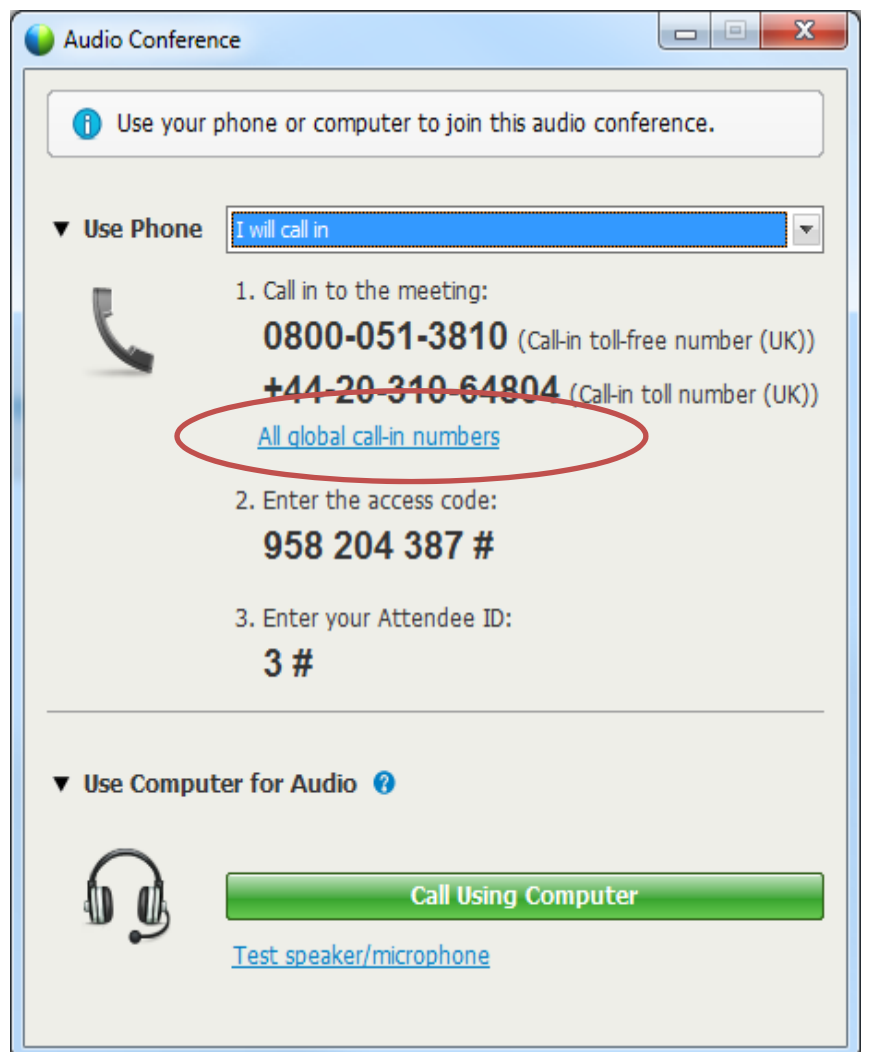 Audio Conference
Use your phone or computer to join this audio conference.
Use Phone I will call in
1. Call in to the meeting:
0800-051-3810 (Call-in toll-free number (UK))
+44-20-310-64804 (Call-in toll number (UK))
All global call-in numbers
2. Enter the access code:
958 204 387 #
3. Enter your Attendee ID:
3 #
Use Computer for Audio ?
Call Using Computer
Test speaker/microphone